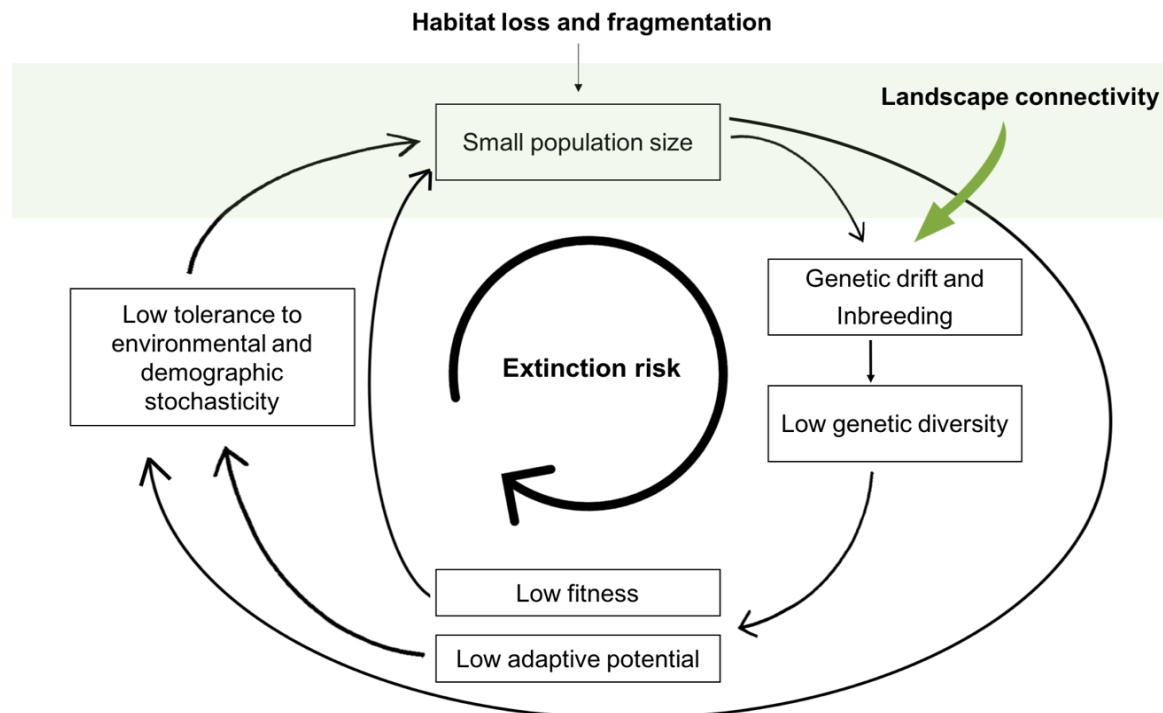 Habitat loss and fragmentation
Landscape connectivity
Small population size
Genetic drift and
Inbreeding
Low tolerance to
environmental and
demographic
stochasticity
Extinction risk
Low genetic diversity
Low fitness
Low adaptive potential